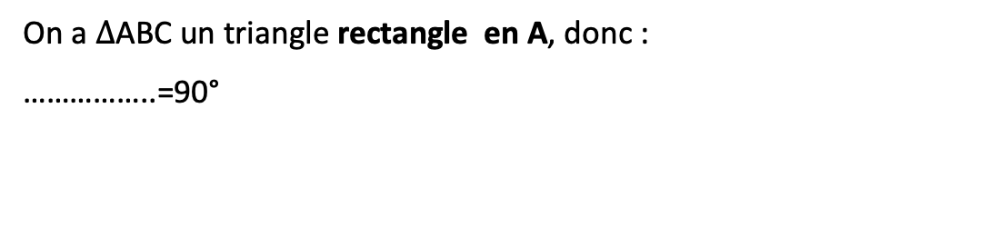 On a ΔABC un triangle rectangle  en A, donc :
.................=90°